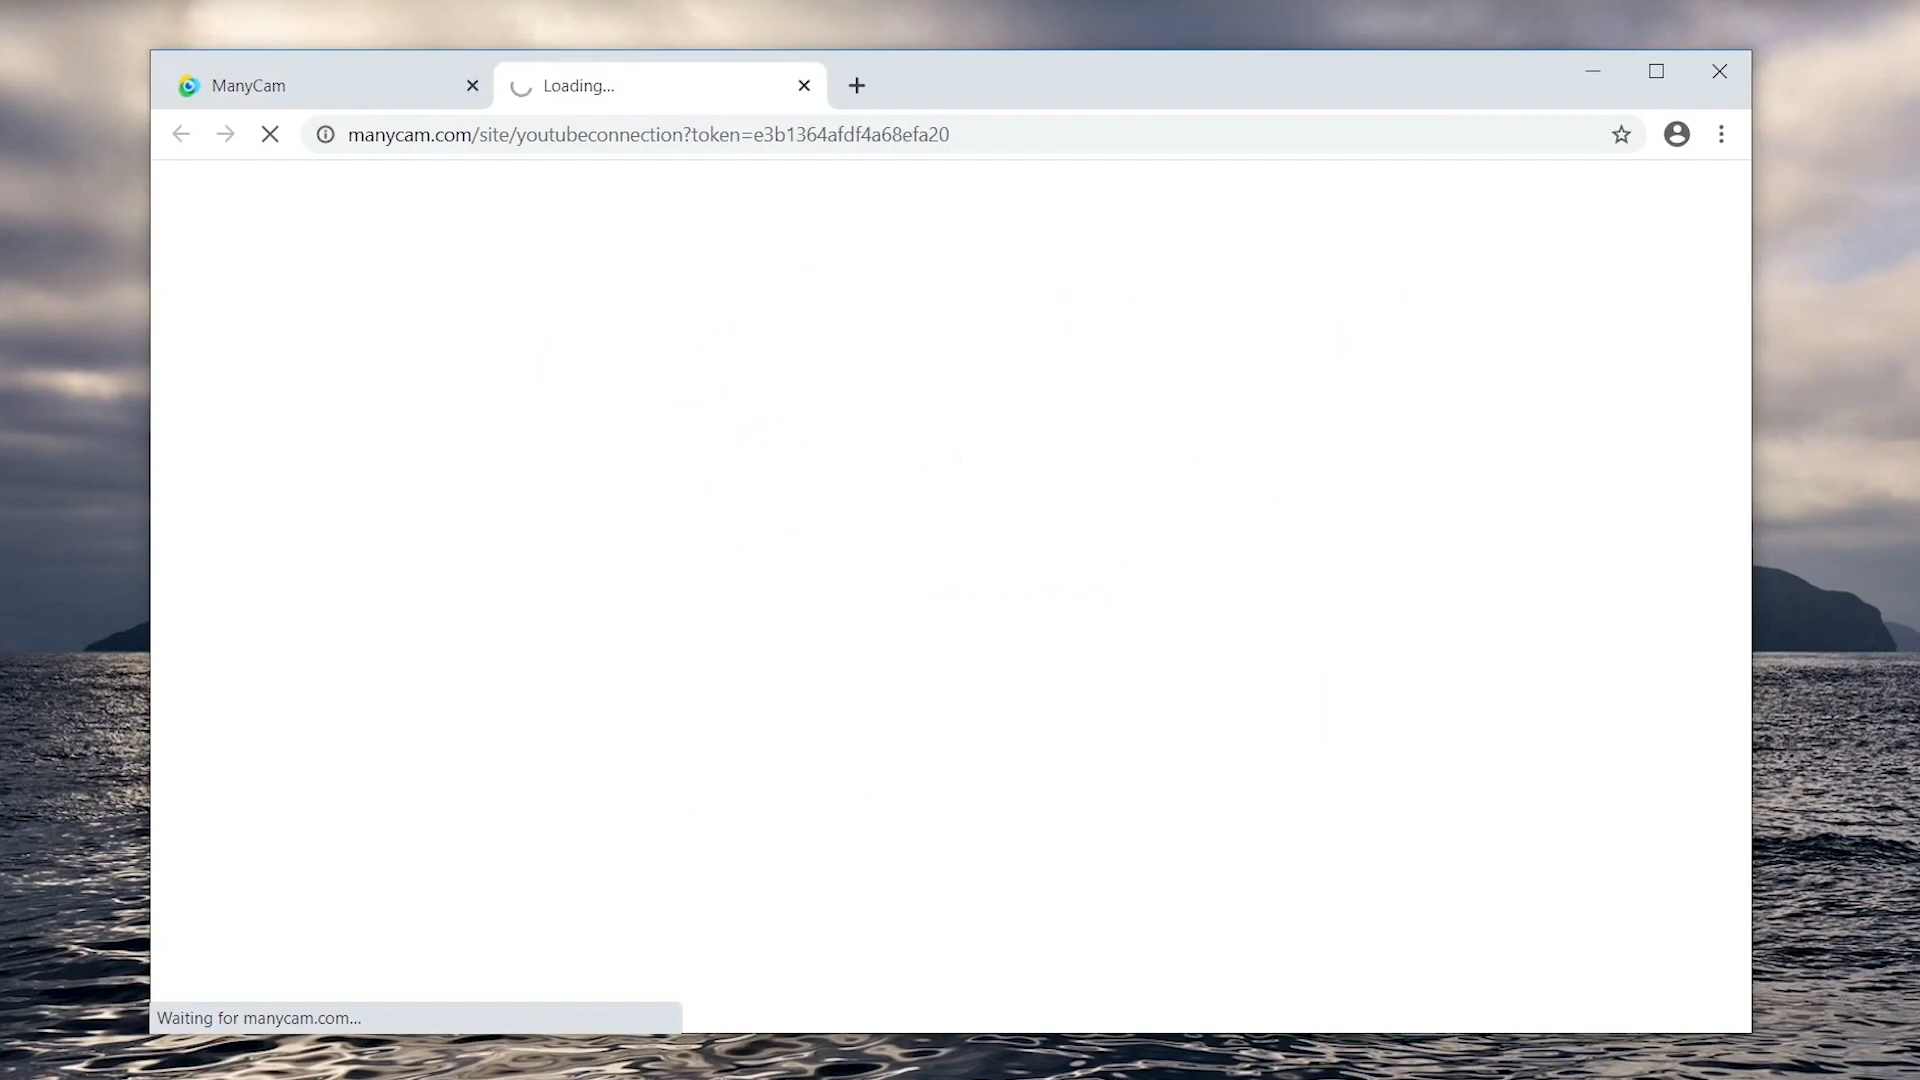 ManyCam
Loading...
manycam.com/site/youtubeconnection?token=e3b1364afdf4a68efa20
Waiting for manycam.com...